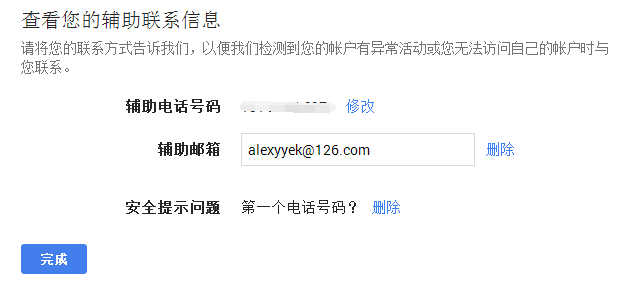 查看您的辅助联系信息
请将您的联系方式告诉我们，以便我们检测到您的帐户有异常活动或您无法访问自己的帐户时与
您联系。
辅助电话号码 修改
辅助邮箱 alexyyek@126.com 删除
安全提示问题 第一个电话号码？ 删除
完成